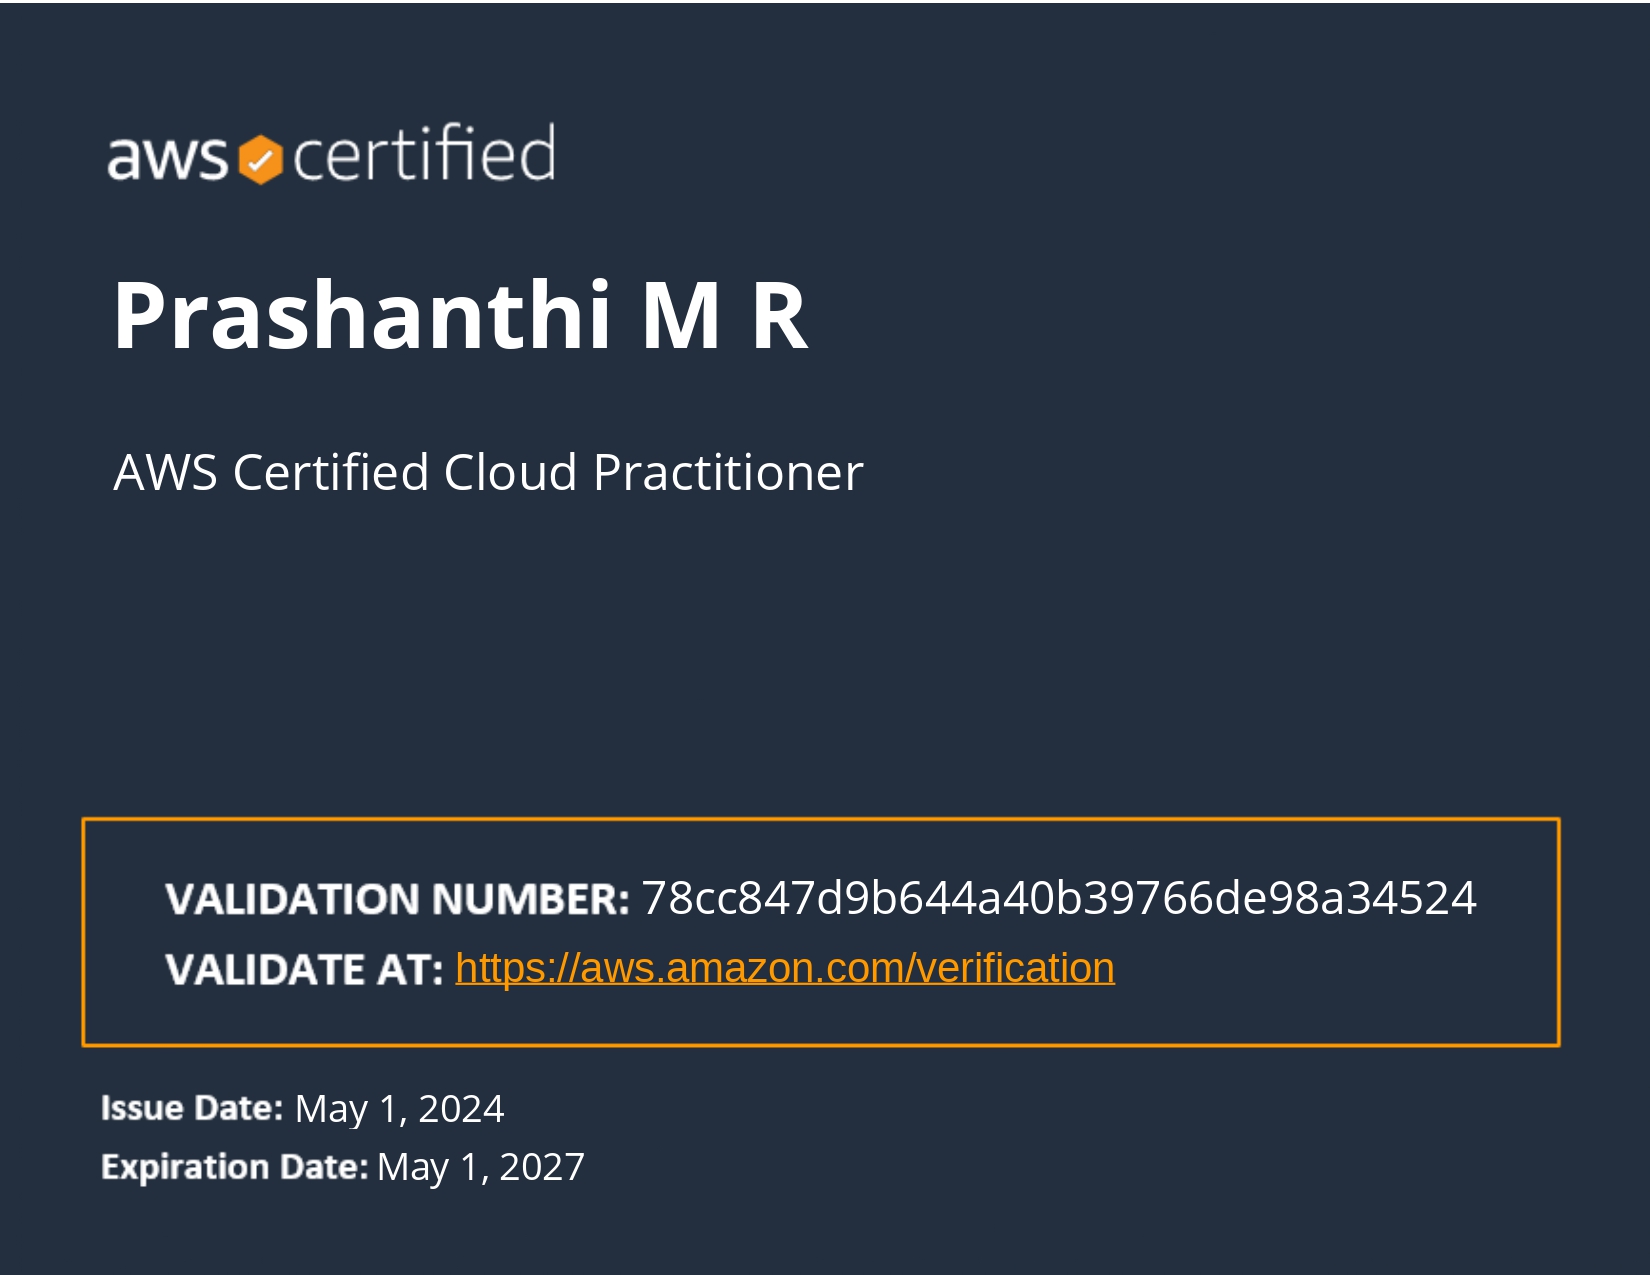 aws certified
Prashanthi M R
AWS Certified Cloud Practitioner
VALIDATION NUMBER: 78cc847d9b644a40b39766de98a34524
VALIDATE AT: https://aws.amazon.com/verification
Issue Date: May 1, 2024
Expiration Date: May 1, 2027